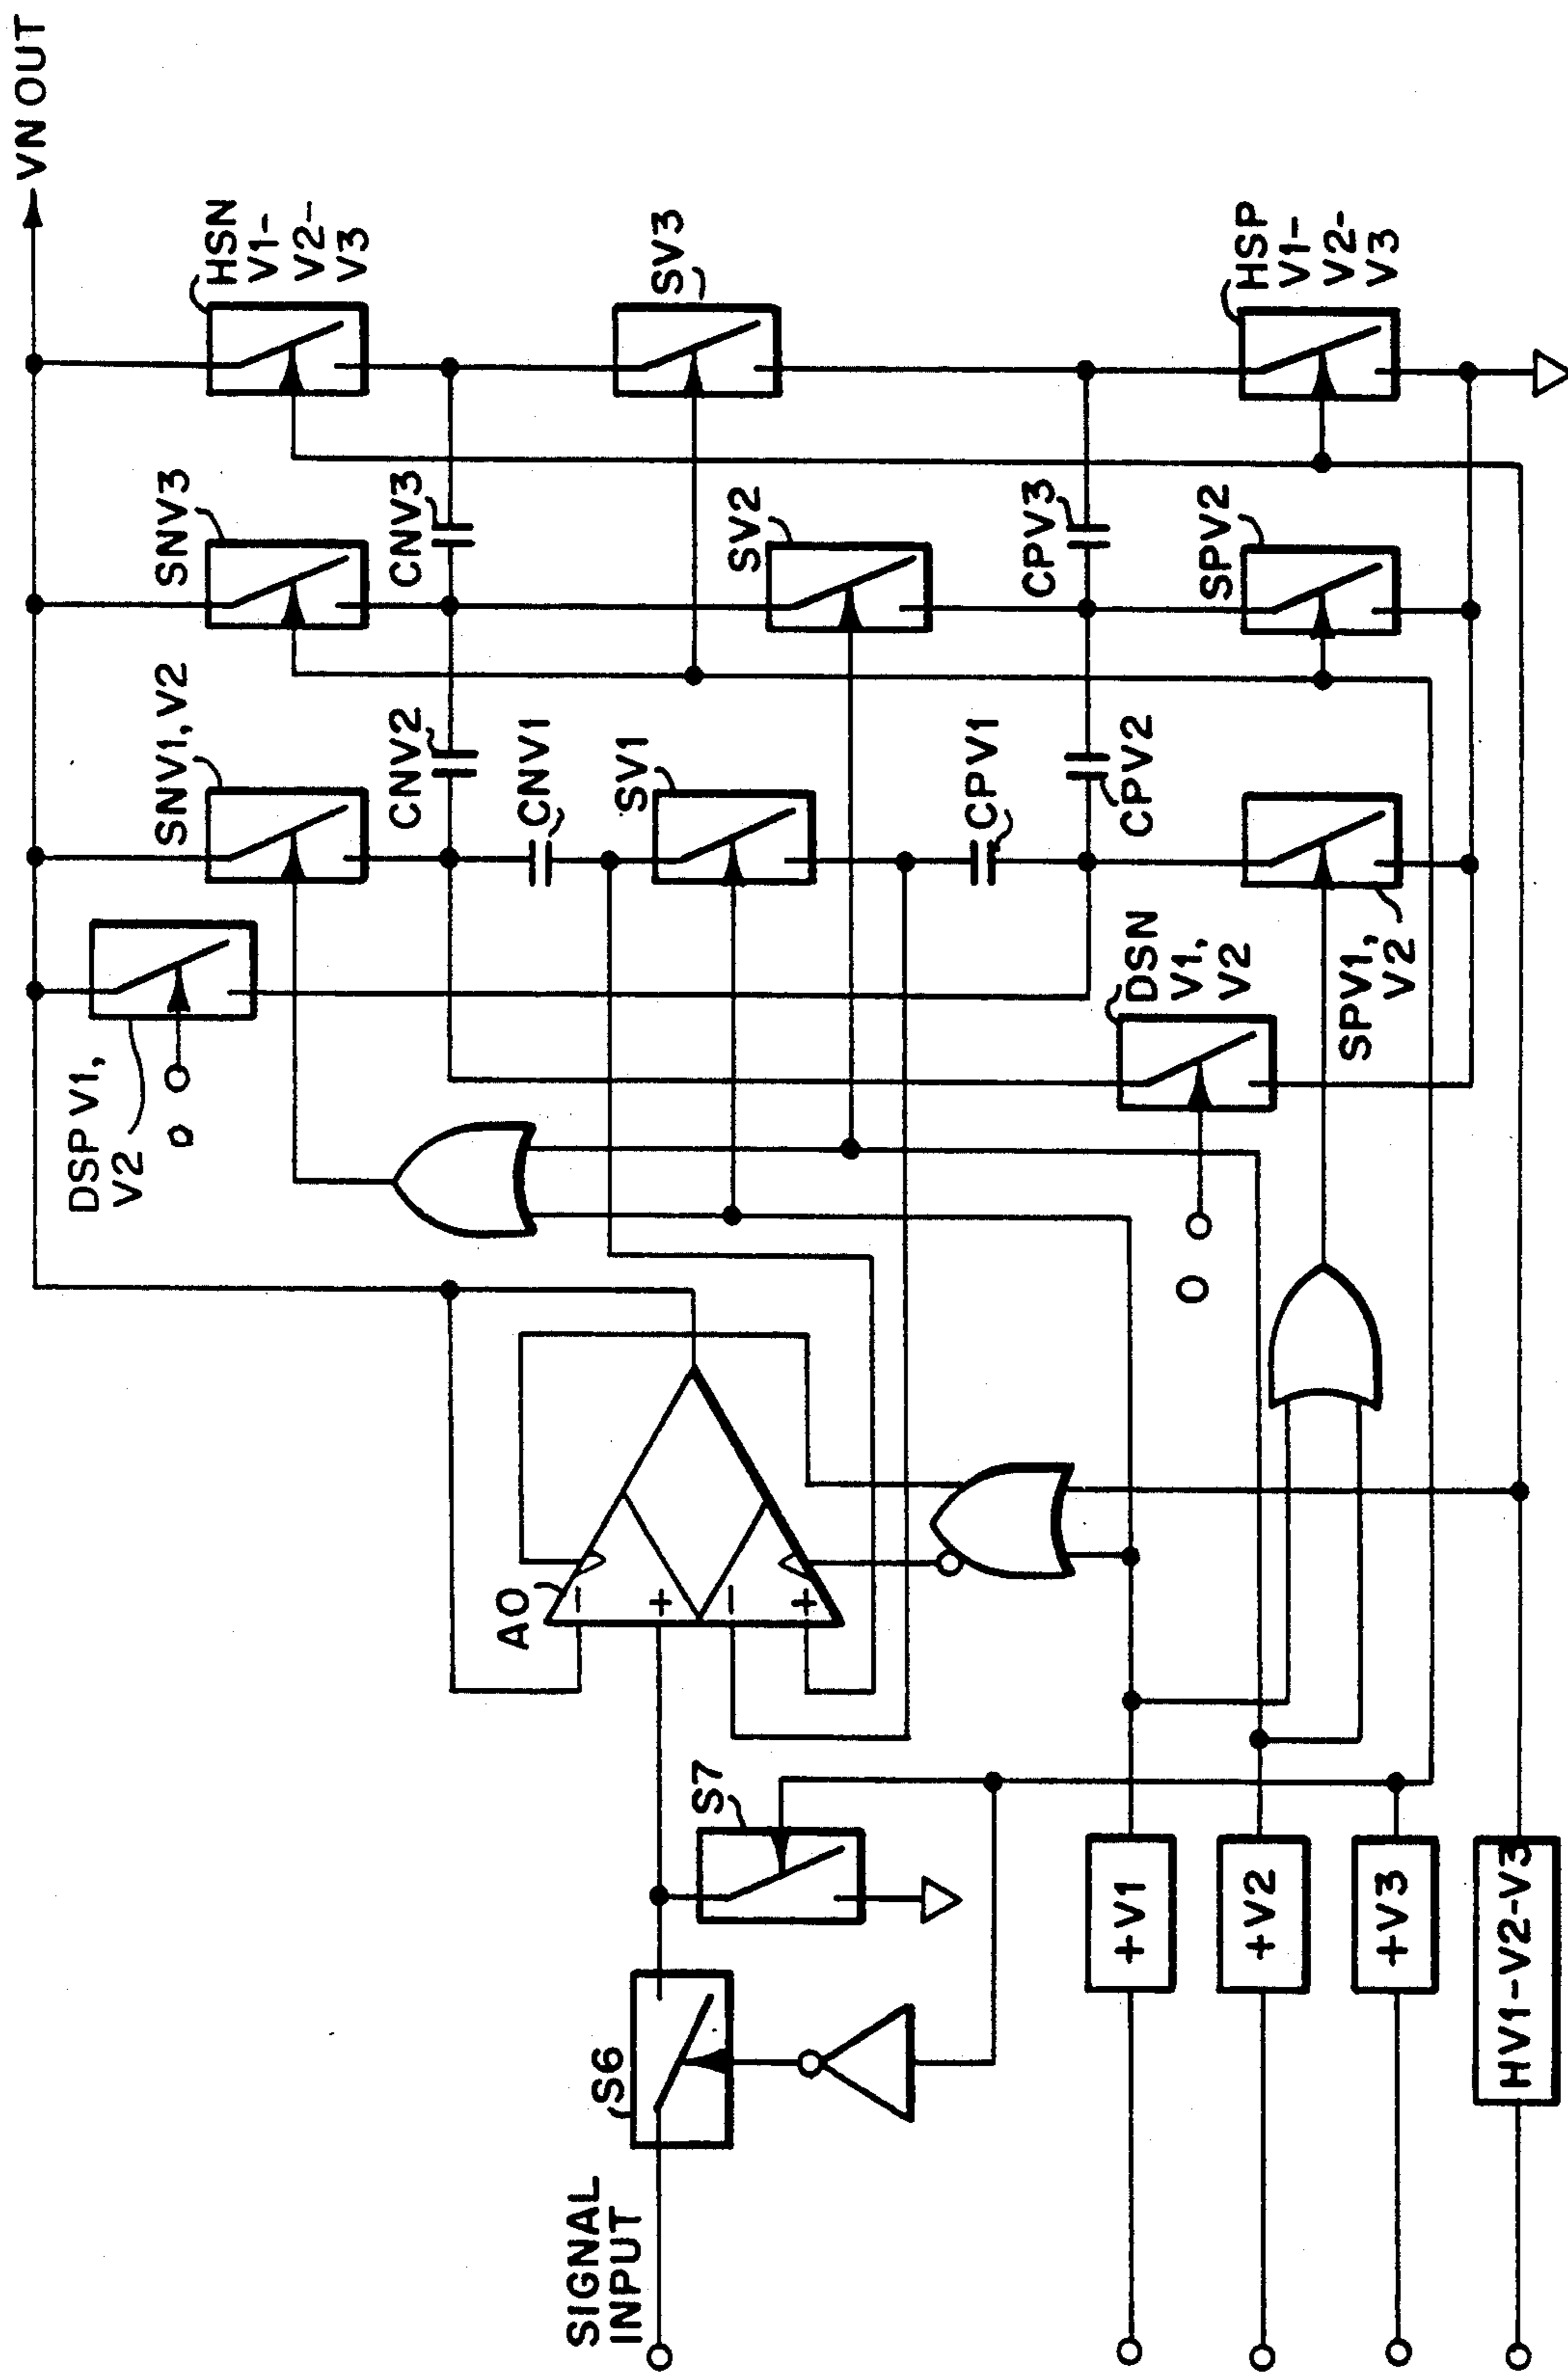 VN OUT
HSN
V1-
V2-
V3
SNV3
SNV1,V2
DSP V1,
V2
O
CNV3
CNV2
CNV1
SV3
SV2
SV1
CPV3
CPV1
CPV2
HSP
V1-
V2-
V3
SPV2
DSN
V1,
V2
SPV1,
V2
O
AO
−
+
−
+
S7
S6
SIGNAL
INPUT
+V1
+V2
+V3
HV1-V2-V3